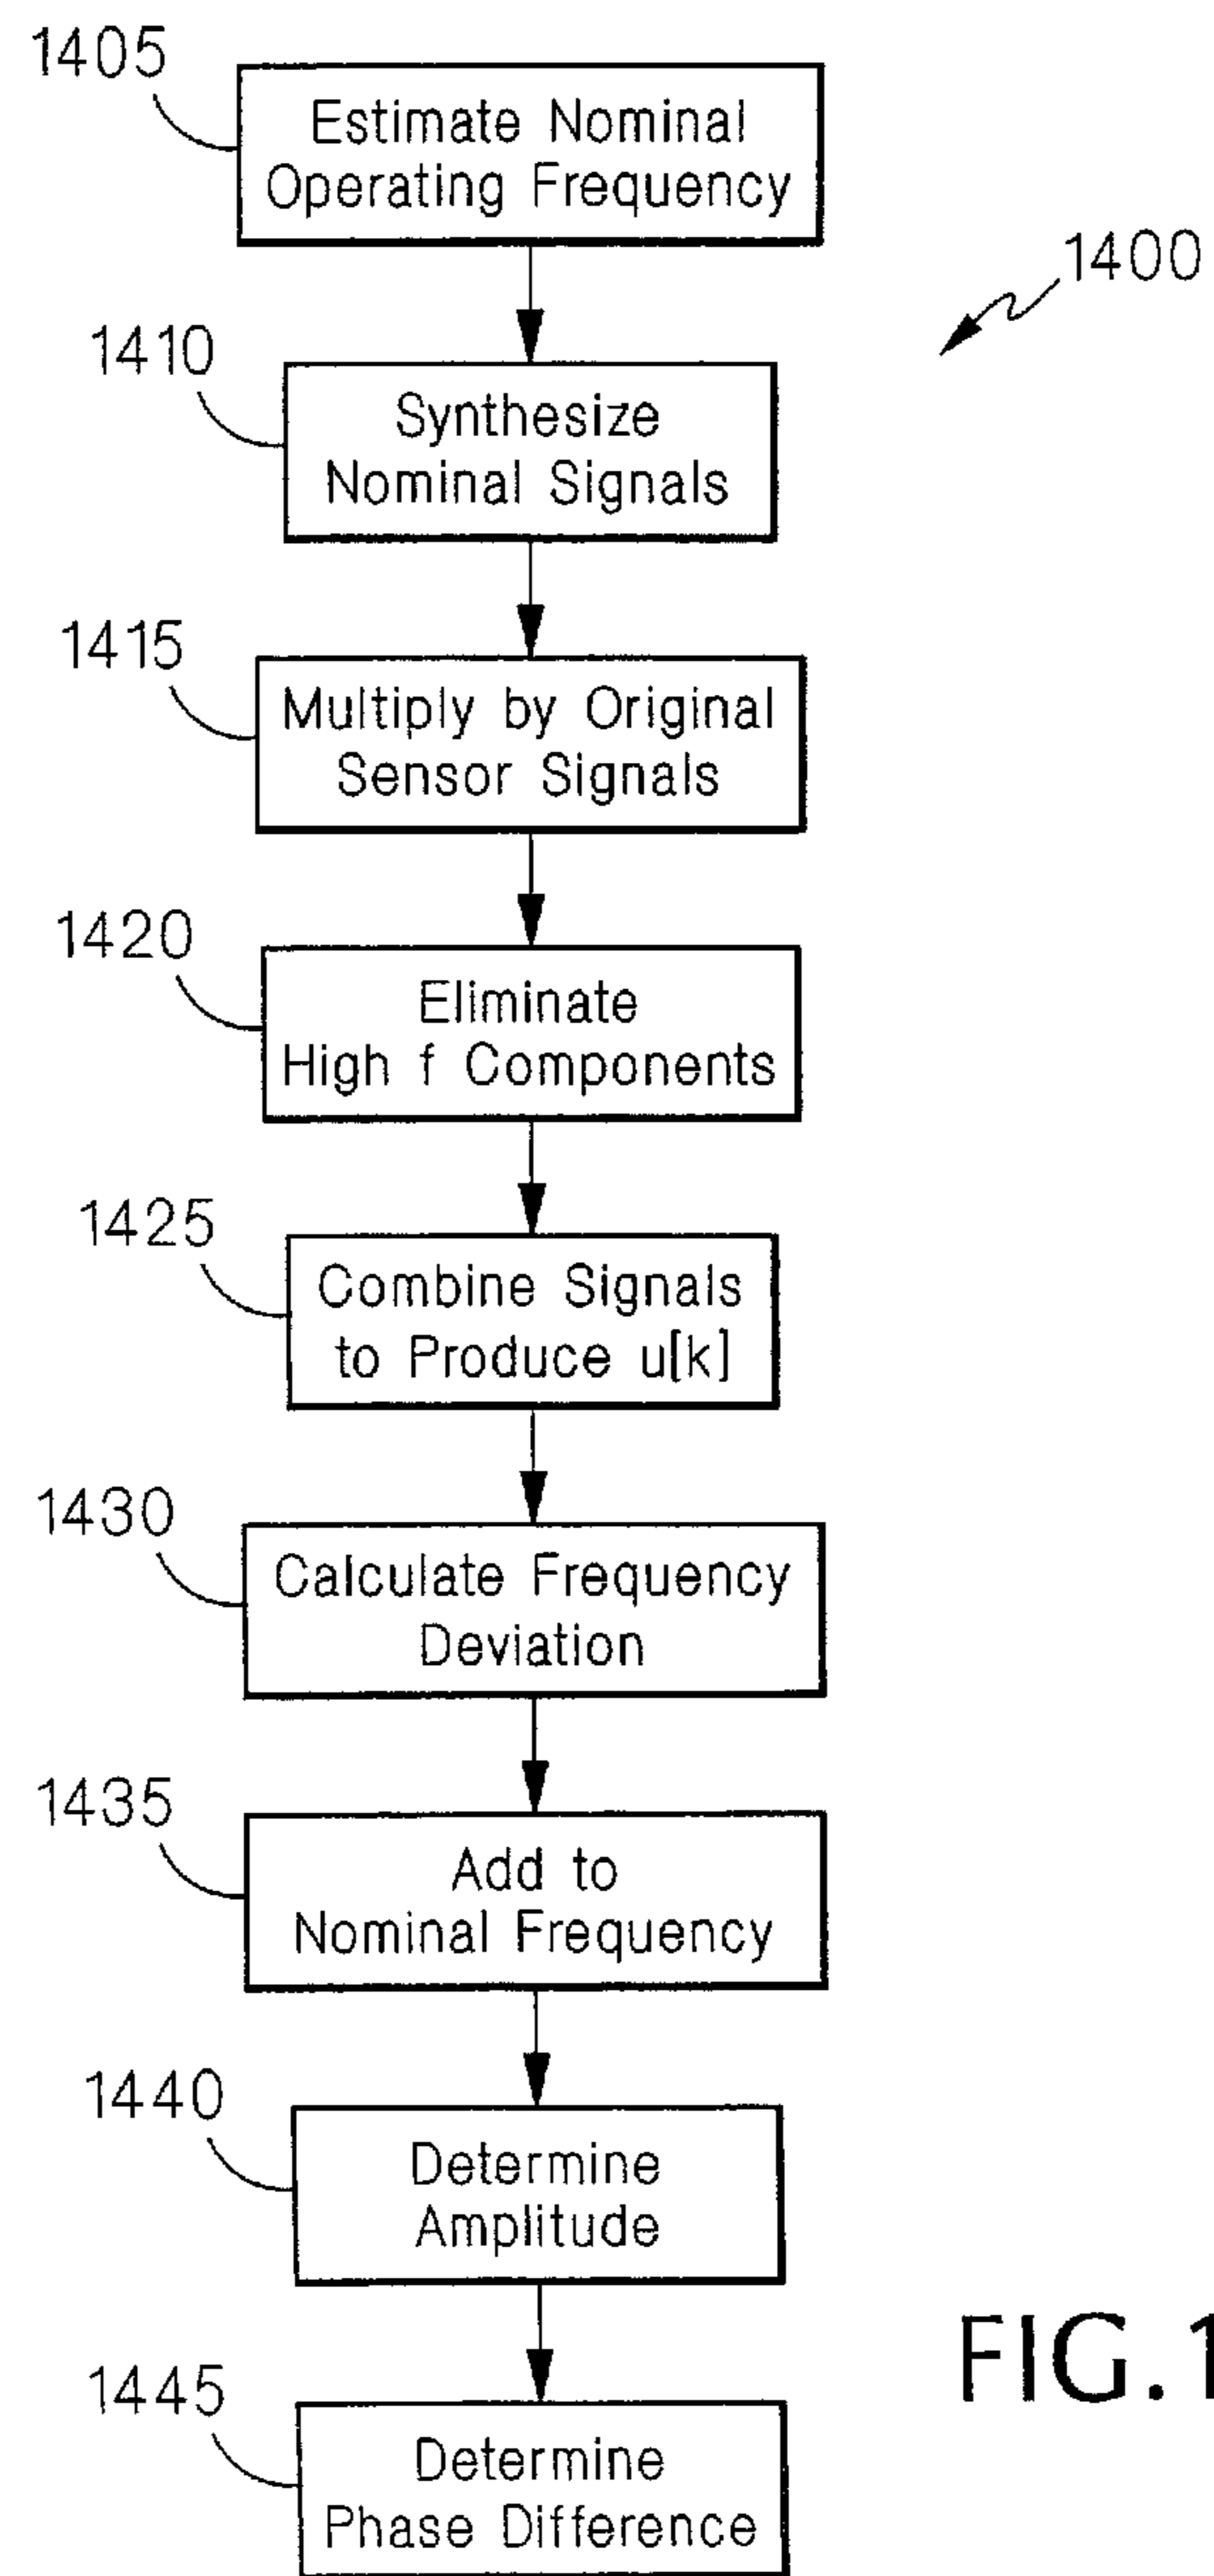 1405
Estimate Nominal
Operating Frequency
1400
1410
Synthesize
Nominal Signals
1415
Multiply by Original
Sensor Signals
1420
Eliminate
High f Components
1425
Combine Signals
to Produce u[k]
1430
Calculate Frequency
Deviation
1435
Add to
Nominal Frequency
1440
Determine
Amplitude
FIG.1
1445
Determine
Phase Difference